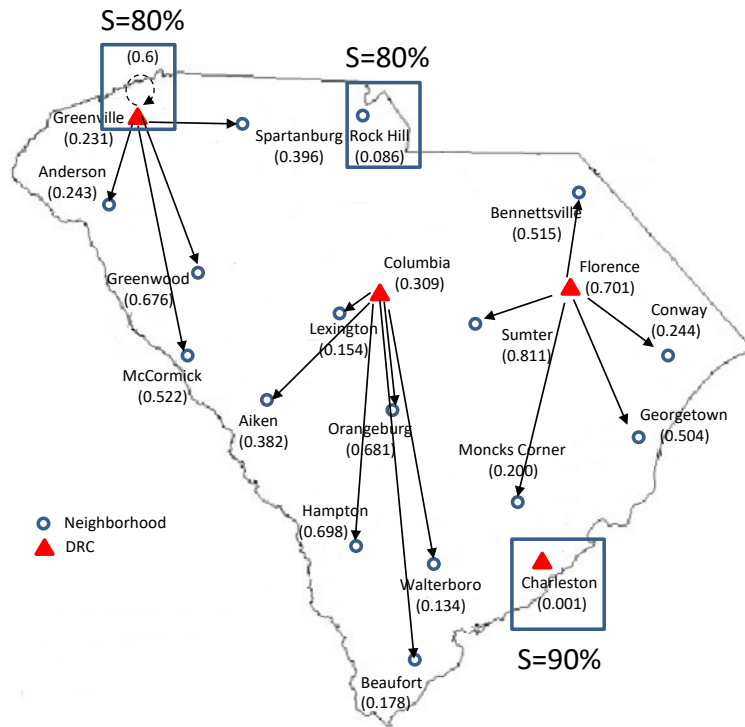 S=80%
S=80%
(0.6)
Greenville
(0.231)
Spartanburg
(0.396)
Rock Hill
(0.086)
Anderson
(0.243)
Bennettsville
(0.515)
Greenwood
(0.676)
Columbia
(0.309)
Florence
(0.701)
Lexington
(0.154)
Sumter
(0.811)
Conway
(0.244)
McCormick
(0.522)
Aiken
(0.382)
Orangeburg
(0.681)
Georgetown
(0.504)
Moncks Corner
(0.200)
Hampton
(0.698)
Neighborhood
DRC
Walterboro
(0.134)
Charleston
(0.001)
S=90%
Beaufort
(0.178)